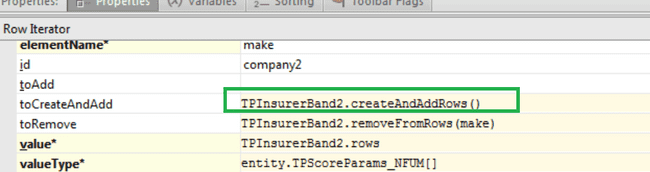 Properties: Properties (x) Variables Sorting Toolbar Flags
Row Iterator
elementName* make
id company2
toAdd
toCreateAndAdd TPInsurerBand2.createAndAddRows()
toRemove TPInsurerBand2.removeFromRows(make)
value* TPInsurerBand2.rows
valueType* entity.TPScoreParams_NFUM[]